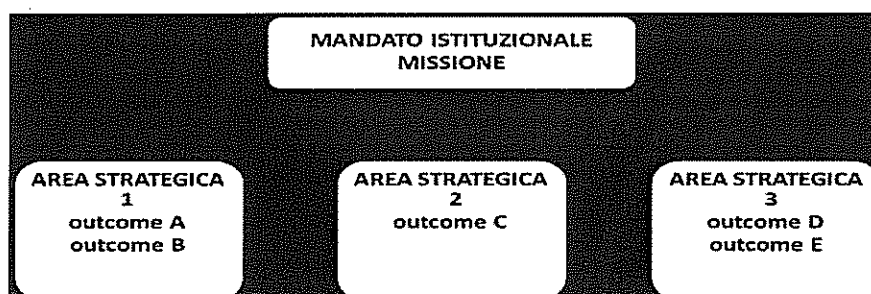 MANDATO ISTITUZIONALE
MISSIONE
AREA STRATEGICA
1
outcome A
outcome B
AREA STRATEGICA
2
outcome C
AREA STRATEGICA
3
outcome D
outcome E